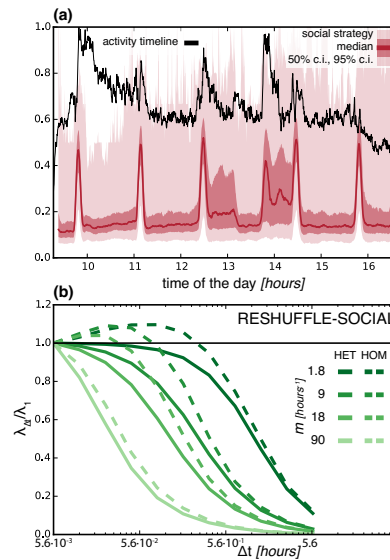 (a)
activity timeline
social strategy
median
50% c.i., 95% c.i.
1.0
0.8
0.6
0.4
0.2
0.0
10 11 12 13 14 15 16
time of the day [hours]
(b)
RESHUFFLE-SOCIAL
HET HOM
1.8
9
18
90
m [hours⁻¹]
1.2
1.0
0.8
0.6
0.4
0.2
0.0
λΔt/λ1
5.6·10⁻³ 5.6·10⁻² 5.6·10⁻¹ 5.6
Δt [hours]